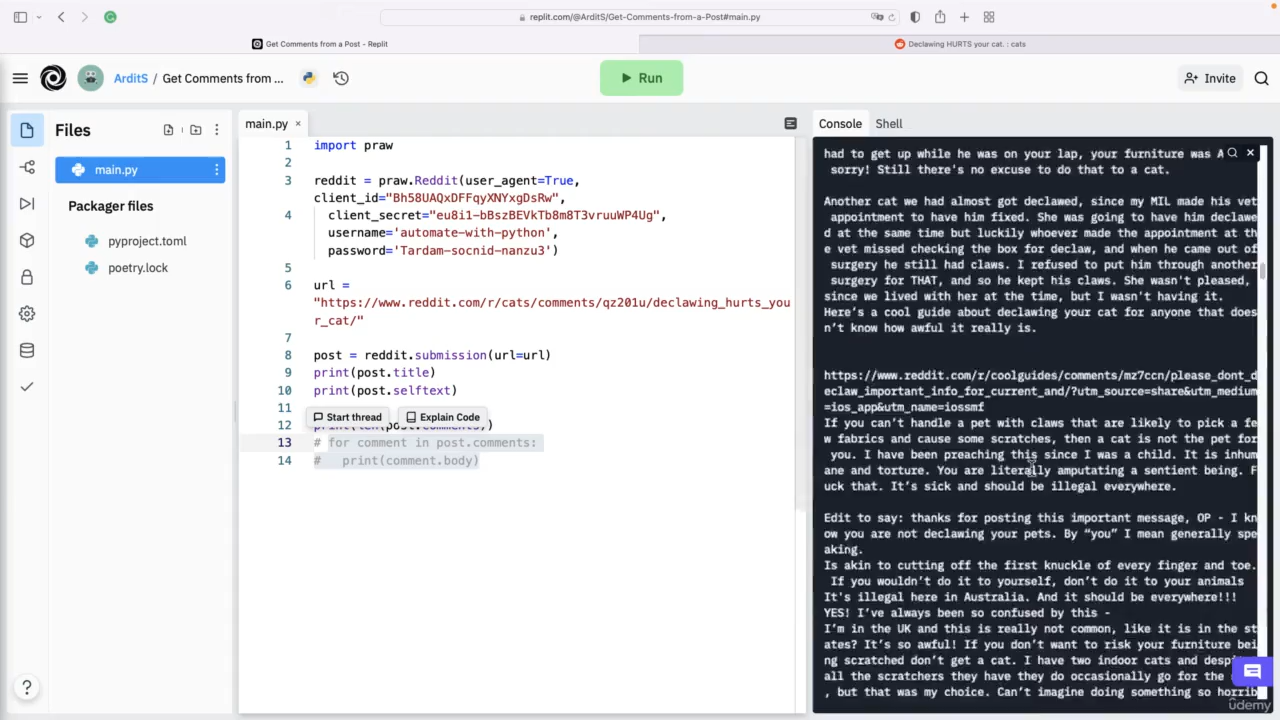 replit.com/@ArditS/Get-Comments-from-a-Post#main.py
Get Comments from a Post - Replit
Declawing HURTS your cat. : cats
ArditS / Get Comments from ...
Run
Invite
Files
main.py
Packager files
pyproject.toml
poetry.lock
main.py ×
1 import praw
2
3 reddit = praw.Reddit(user_agent=True,
client_id="Bh58UAQxDFFqyXNYxgDsRw",
4 client_secret="eu8i1-bBszBEVkTb8m8T3vruuWP4Ug",
username='automate-with-python',
password='Tardam-socnid-nanzu3')
5
6 url =
"https://www.reddit.com/r/cats/comments/qz201u/declawing_hurts_you
r_cat/"
7
8 post = reddit.submission(url=url)
9 print(post.title)
10 print(post.selftext)
11 Start thread Explain Code
12 print(len(post.comments))
13 # for comment in post.comments:
14 # print(comment.body)
Console Shell
had to get up while he was on your lap, your furniture was
sorry! Still there's no excuse to do that to a cat.
Another cat we had almost got declawed, since my MIL made his vet
appointment to have him fixed. She was going to have him declawe
d at the same time but luckily whoever made the appointment at th
e vet missed checking the box for declaw, and when he came out of
surgery he still had claws. I refused to put him through another
surgery for THAT, and so he kept his claws. She wasn't pleased,
since we lived with her at the time, but I wasn't having it.
Here's a cool guide about declawing your cat for anyone that does
n't know how awful it really is.
https://www.reddit.com/r/coolguides/comments/mz7ccn/please_dont_d
eclaw_important_info_for_current_and/?utm_source=share&utm_medium
=ios_app&utm_name=iossmf
If you can't handle a pet with claws that are likely to pick a fe
w fabrics and cause some scratches, then a cat is not the pet for
you. I have been preaching this since I was a child. It is inhum
ane and torture. You are literally amputating a sentient being. F
uck that. It's sick and should be illegal everywhere.
Edit to say: thanks for posting this important message, OP - I kn
ow you are not declawing your pets. By “you” I mean generally spe
aking.
Is akin to cutting off the first knuckle of every finger and toe.
If you wouldn't do it to yourself, don't do it to your animals
It's illegal here in Australia. And it should be everywhere!!!
YES! I've always been so confused by this -
I'm in the UK and this is really not common, like it is in the st
ates? It's so awful! If you don't want to risk your furniture bei
ng scratched don't get a cat. I have two indoor cats and despit
all the scratchers they have they do occasionally go for the
, but that was my choice. Can't imagine doing something so horrib
?
udemy